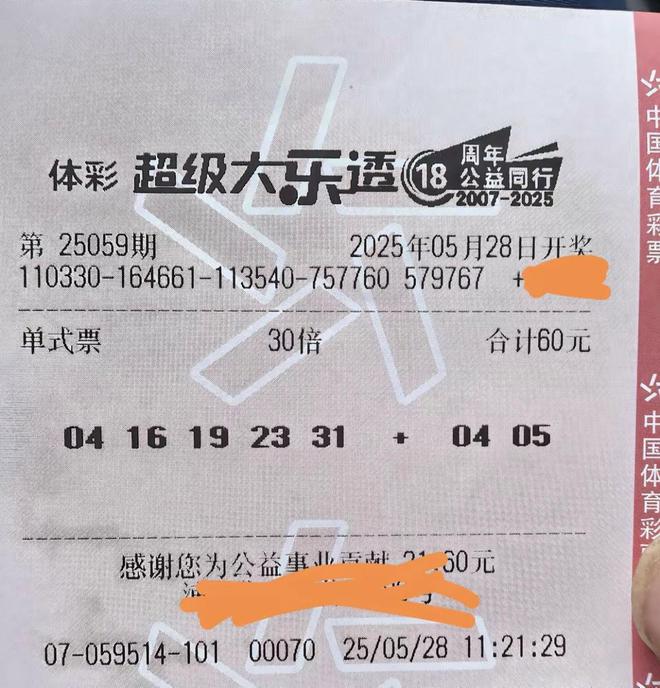 体彩 超级大乐透 18 周年 公益同行 2007-2025
第 25059期 2025年05月28日开奖
110330-164661-113540-757760 579767 +
单式票 30倍 合计60元
04 16 19 23 31 + 04 05
感谢您为公益事业贡献 21.60元
07-059514-101 00070 25/05/28 11:21:29
中国体育彩票
中国体育彩